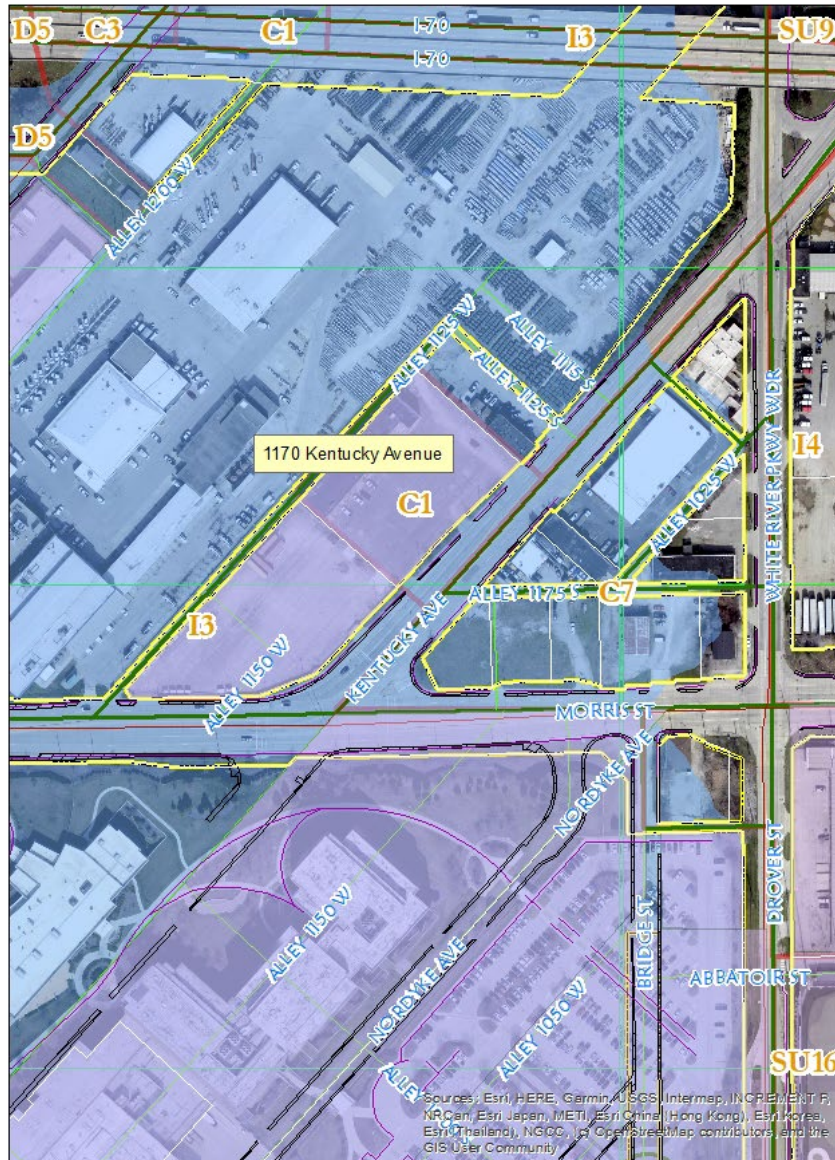 D5
C3
C1
I-70
I-70
I3
SU9
D5
ALLEY 1200 W
ALLEY 1125 W
ALLEY 1115 S
ALLEY 1125 S
1170 Kentucky Avenue
C1
I4
ALLEY 1025 W
WHITE RIVER PKWY WDR
ALLEY 1175 S
C7
I3
KENTUCKY AVE
ALLEY 1150 W
MORRIS ST
NORDYKE AVE
DROVER ST
ALLEY 1150 W
BRIDGE ST
NORDYKE AVE
ABBATOIR ST
ALLEY 1050 W
SU16
Sources: Esri, HERE, Garmin, USGS, Intermap, INCREMENT P,
NRCan, Esri Japan, METI, Esri China (Hong Kong), Esri Korea,
Esri (Thailand), NGCC, (c) OpenStreetMap contributors, and the
GIS User Community